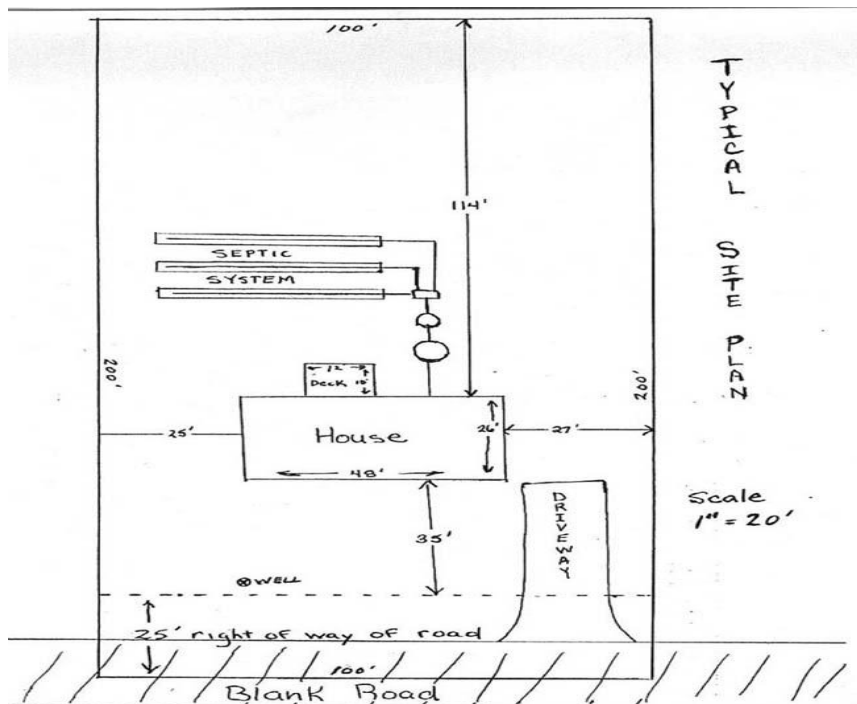 100'
TYPICAL SITE PLAN
114'
SEPTIC
SYSTEM
200'
12'
Deck 10'
200'
25'
House
26'
27'
48'
Scale
1" = 20'
35'
DRIVEWAY
WELL
25' right of way of road
100'
Blank Road